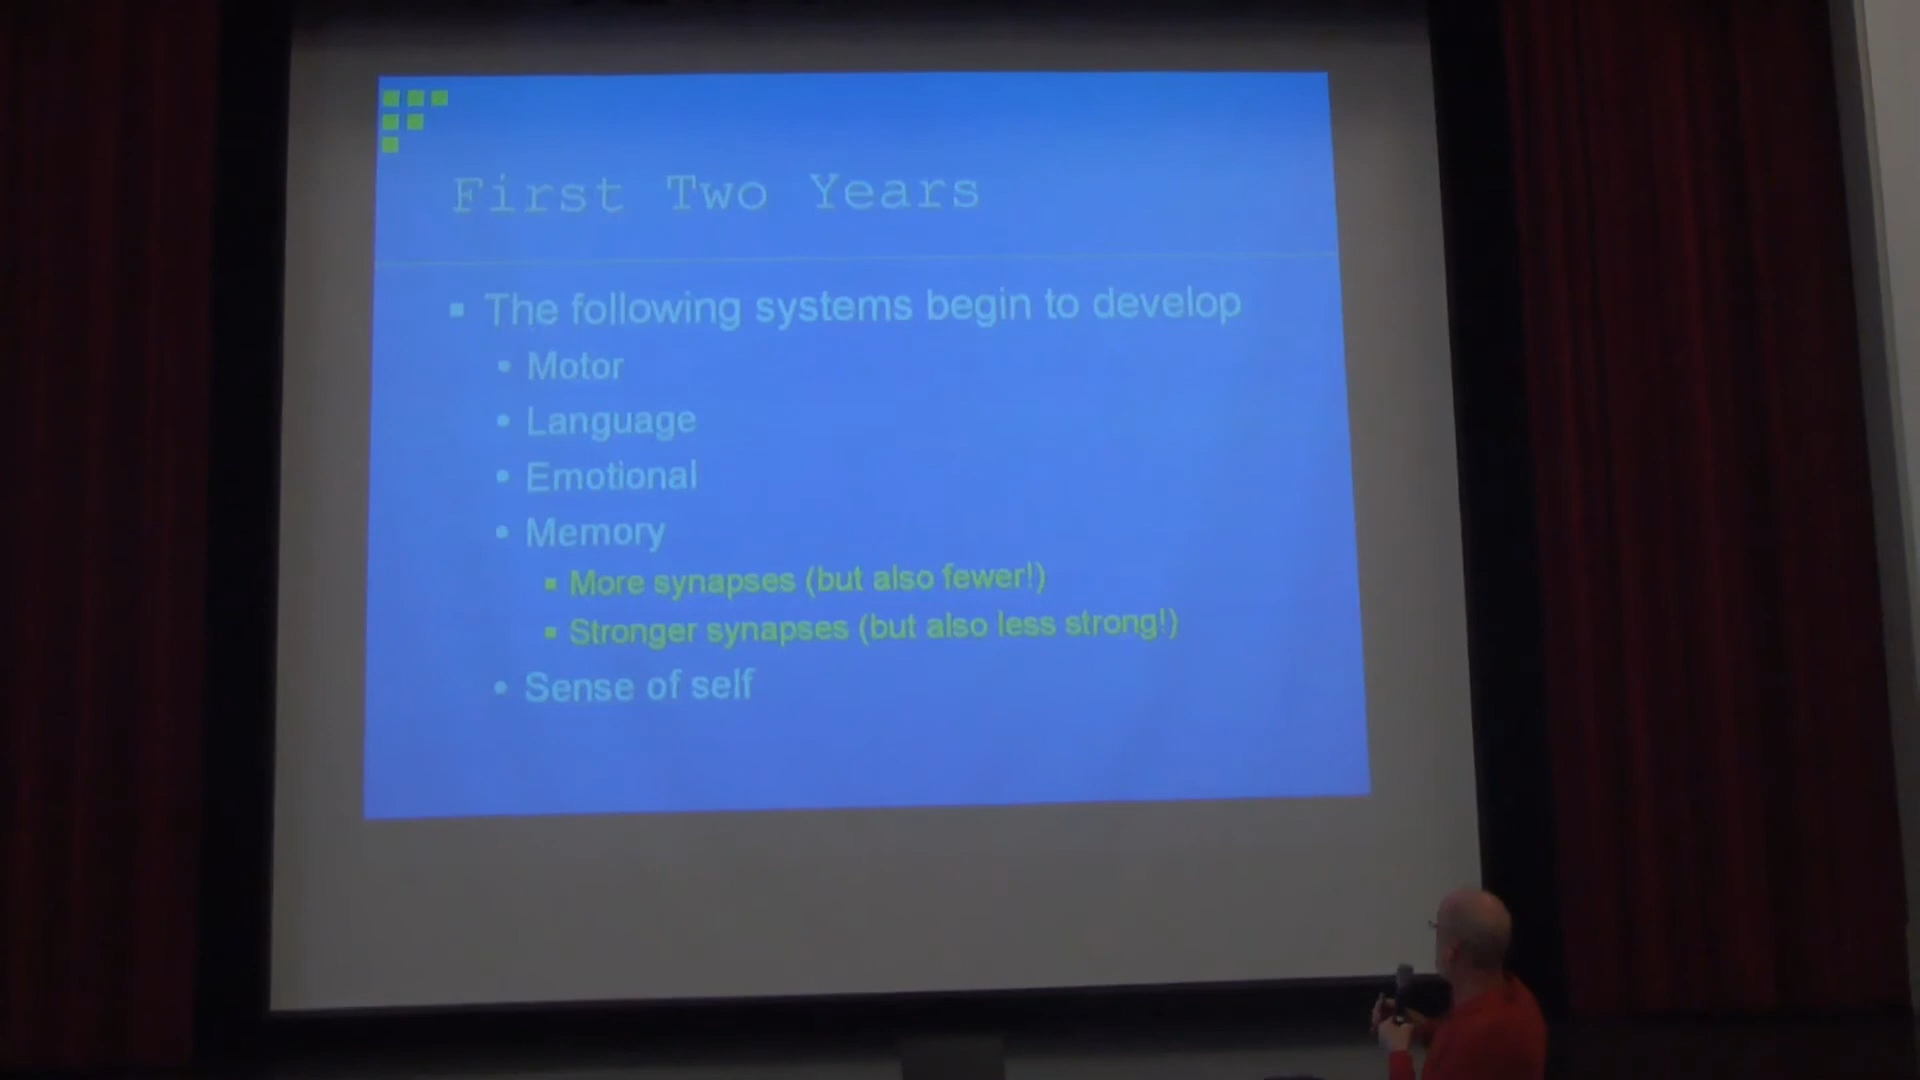 First Two Years
The following systems begin to develop
Motor
Language
Emotional
Memory
More synapses (but also fewer!)
Stronger synapses (but also less strong!)
Sense of self